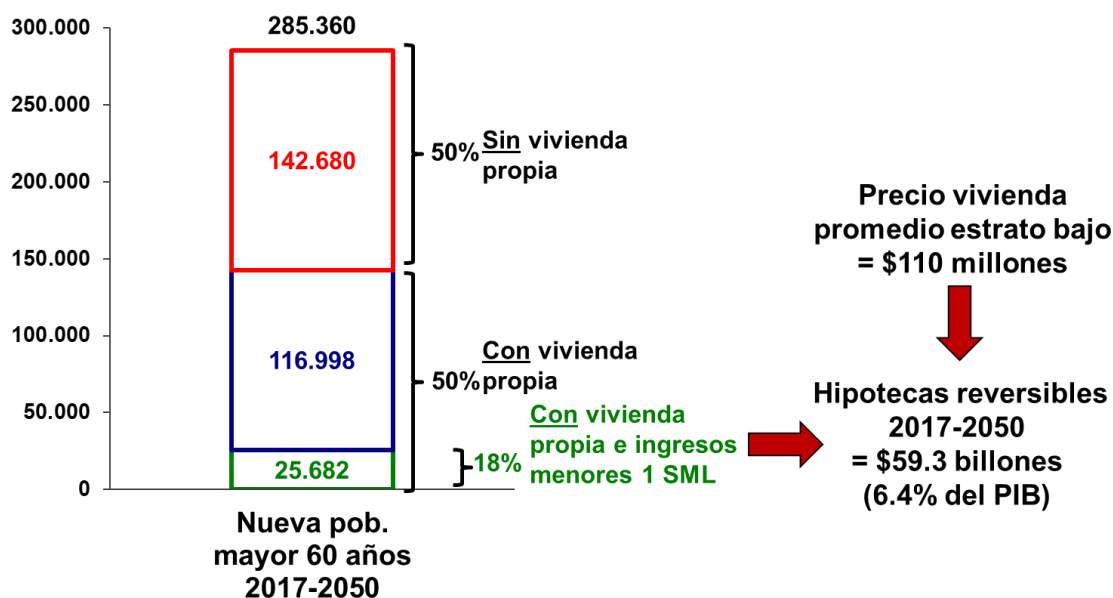 300.000
250.000
200.000
150.000
100.000
50.000
0
285.360
142.680
116.998
25.682
Nueva pob.
mayor 60 años
2017-2050
50%
Sin vivienda
propia
50%
Con vivienda
propia
18%
Con vivienda
propia e ingresos
menores 1 SML
Precio vivienda
promedio estrato bajo
= $110 millones
Hipotecas reversibles
2017-2050
= $59.3 billones
(6.4% del PIB)